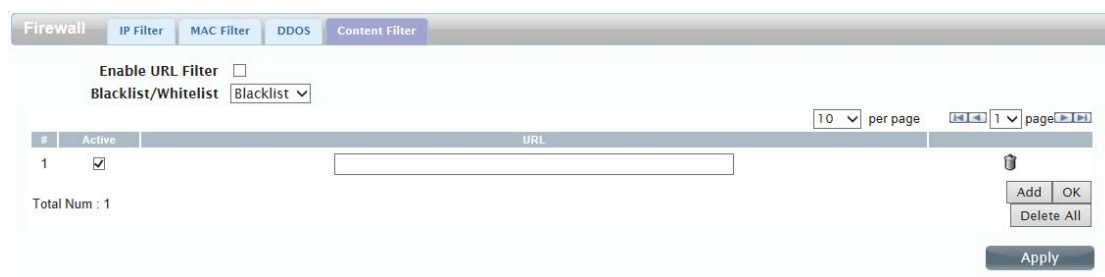 Firewall IP Filter MAC Filter DDOS Content Filter
Enable URL Filter
Blacklist/Whitelist Blacklist
10 per page 1 page
# Active URL
1
Total Num : 1
Add OK
Delete All
Apply